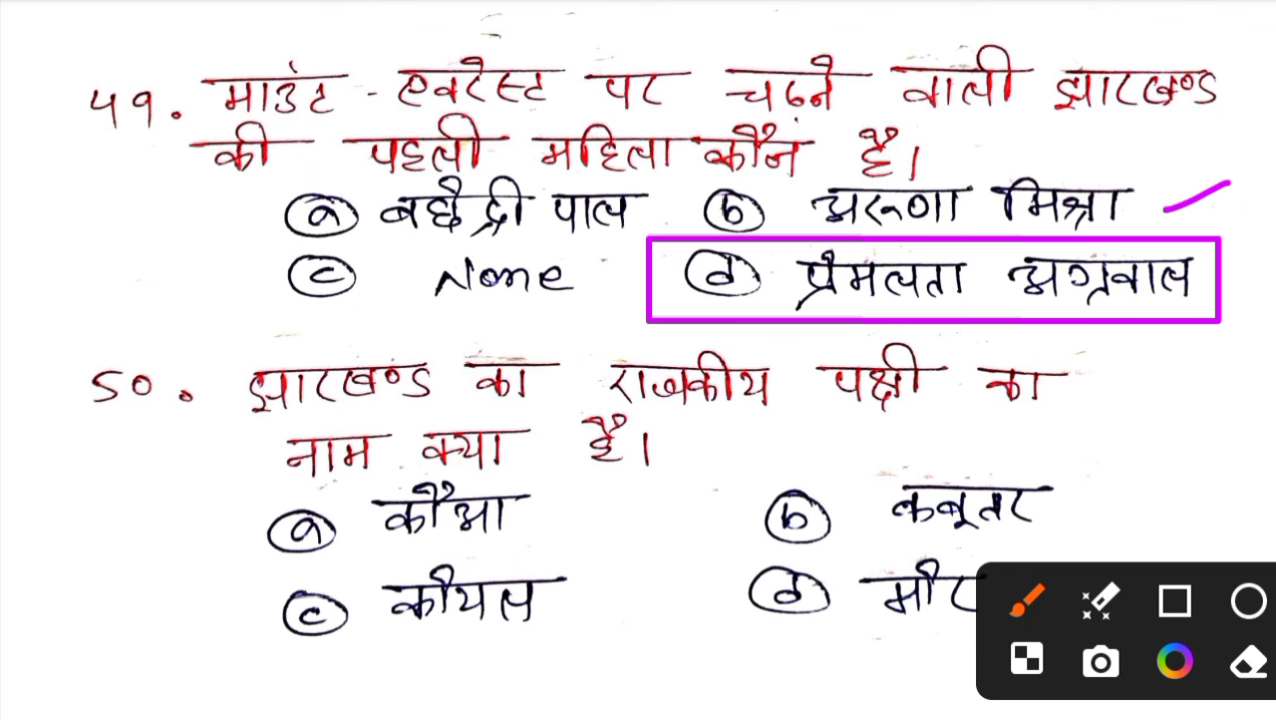 49. माउंट - एवरेस्ट पर चढ़ने वाली झारखण्ड
की पहली महिला कौन है।
(a) बछेद्री पाल (b) अरूणा मिश्रा
(c) None (d) प्रेमलता अग्रवाल
50. झारखण्ड का राजकीय पक्षी का
नाम क्या है।
(a) कौआ (b) कबूतर
(c) कोयल (d) मोर